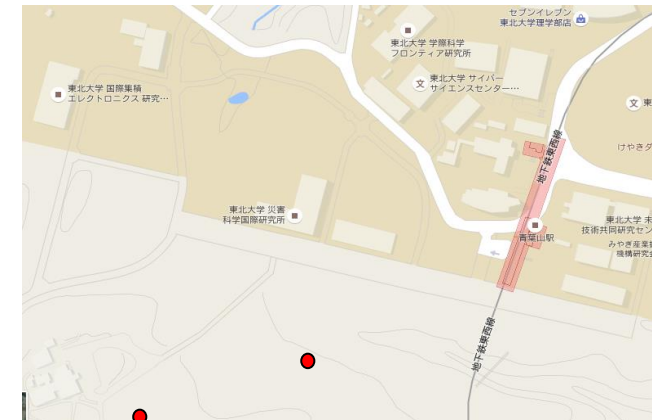 セブンイレブン
東北大学理学部店
東北大学 学際科学
フロンティア研究所
東北大学 サイバー
サイエンスセンター…
東北大学 国際集積
エレクトロニクス 研究…
文
文 東
けやきダ
地下鉄東西線
東北大学 災害
科学国際研究所
青葉山駅
東北大学 未
技術共同研究セン
みやぎ産業振
機構研究会
地下鉄東西線